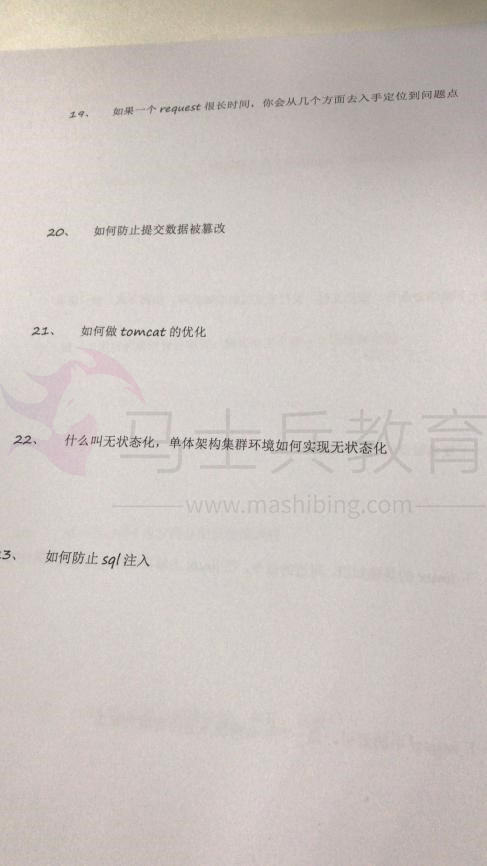 19、 如果一个 request 很长时间，你会从几个方面去入手定位到问题点
20、 如何防止提交数据被篡改
21、 如何做 tomcat 的优化
22、 什么叫无状态化，单体架构集群环境如何实现无状态化
3、 如何防止 sql 注入
马士兵教育
www.mashibing.com